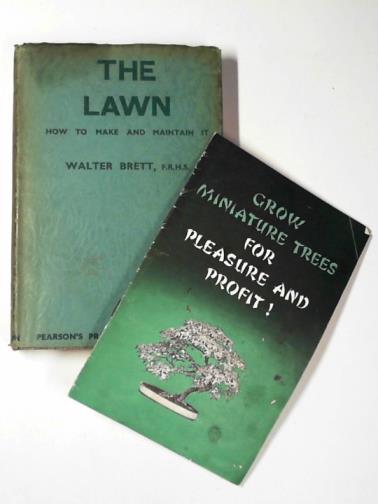 THE
LAWN
HOW TO MAKE AND MAINTAIN IT
WALTER BRETT, F.R.H.S.
PEARSON'S
GROW
MINIATURE TREES
FOR
PLEASURE AND
PROFIT!